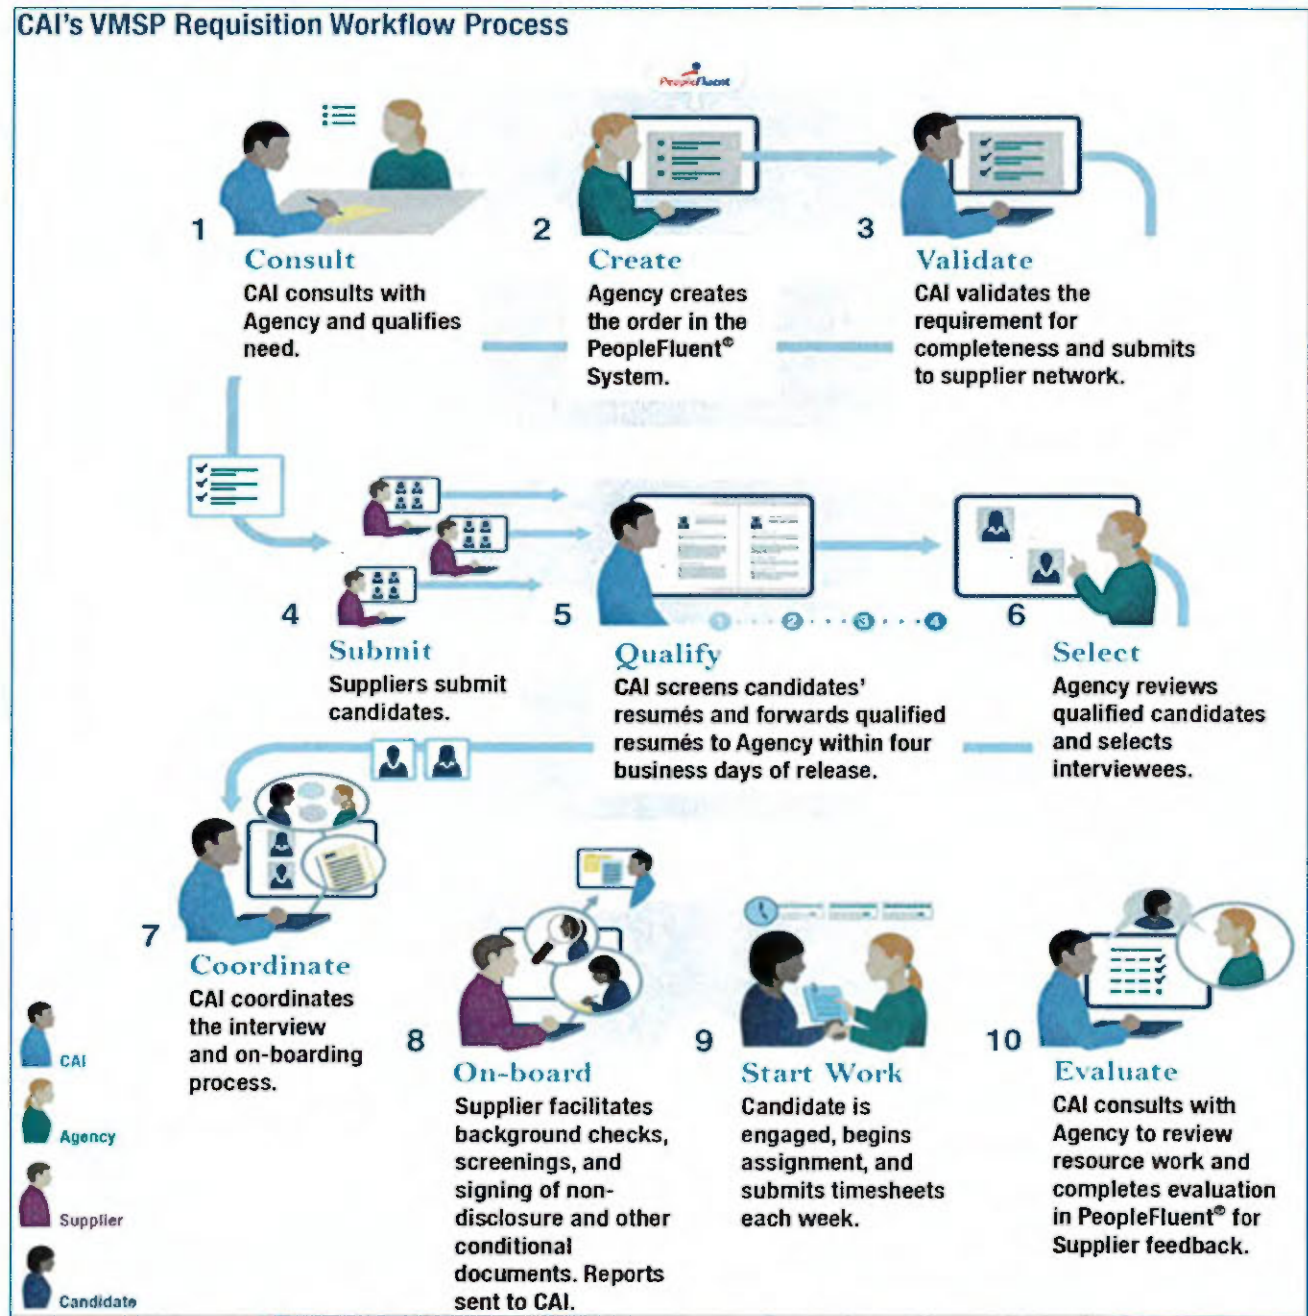 CAI's VMSP Requisition Workflow Process
PeopleFluent
1
Consult
CAI consults with
Agency and qualifies
need.
2
Create
Agency creates
the order in the
PeopleFluent®
System.
3
Validate
CAI validates the
requirement for
completeness and submits
to supplier network.
4
Submit
Suppliers submit
candidates.
5
1 2 3 4
Qualify
CAI screens candidates'
resumés and forwards qualified
resumés to Agency within four
business days of release.
6
Select
Agency reviews
qualified candidates
and selects
interviewees.
7
Coordinate
CAI coordinates
the interview
and on-boarding
process.
8
On-board
Supplier facilitates
background checks,
screenings, and
signing of non-
disclosure and other
conditional
documents. Reports
sent to CAI.
9
Start Work
Candidate is
engaged, begins
assignment, and
submits timesheets
each week.
10
Evaluate
CAI consults with
Agency to review
resource work and
completes evaluation
in PeopleFluent® for
Supplier feedback.
CAI
Agency
Supplier
Candidate